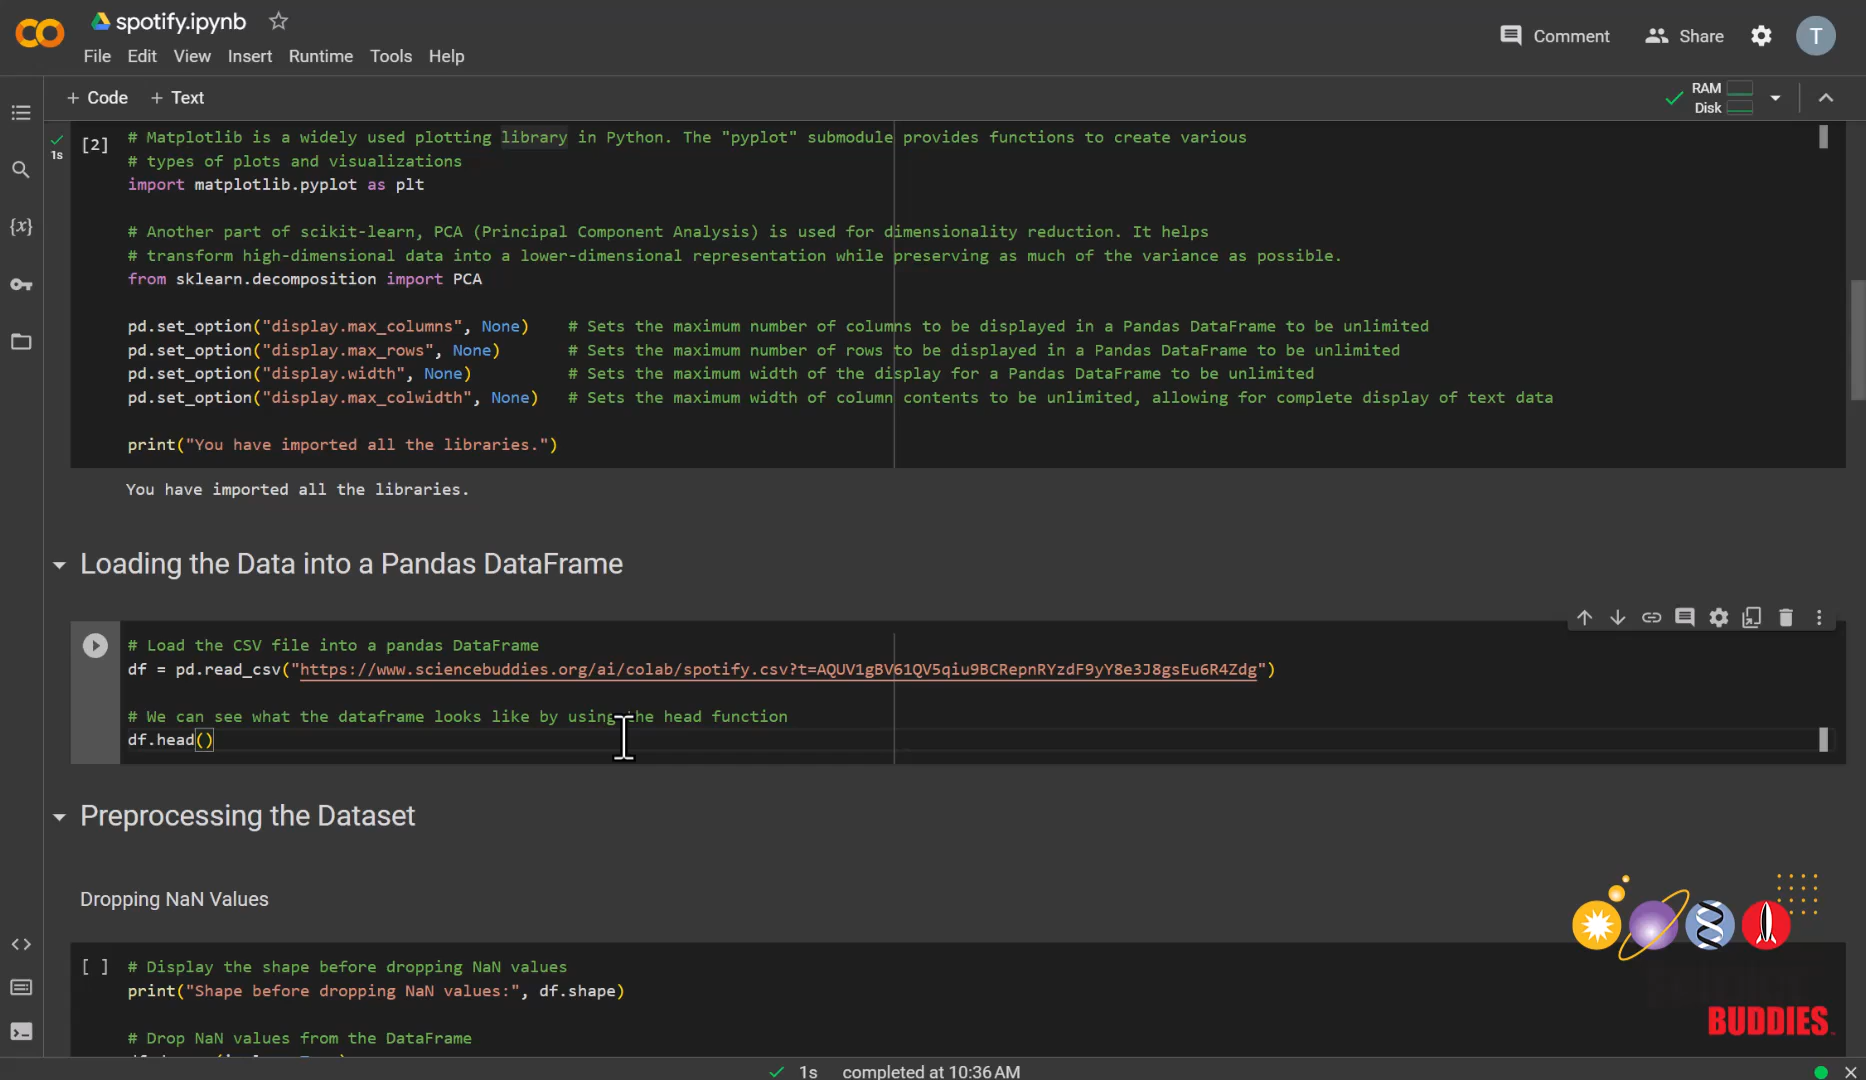 spotify.ipynb
File Edit View Insert Runtime Tools Help
Comment
Share
T
+ Code + Text
RAM
Disk
1s
[2]
# Matplotlib is a widely used plotting library in Python. The "pyplot" submodule provides functions to create various
# types of plots and visualizations
import matplotlib.pyplot as plt
# Another part of scikit-learn, PCA (Principal Component Analysis) is used for dimensionality reduction. It helps
# transform high-dimensional data into a lower-dimensional representation while preserving as much of the variance as possible.
from sklearn.decomposition import PCA
pd.set_option("display.max_columns", None) # Sets the maximum number of columns to be displayed in a Pandas DataFrame to be unlimited
pd.set_option("display.max_rows", None) # Sets the maximum number of rows to be displayed in a Pandas DataFrame to be unlimited
pd.set_option("display.width", None) # Sets the maximum width of the display for a Pandas DataFrame to be unlimited
pd.set_option("display.max_colwidth", None) # Sets the maximum width of column contents to be unlimited, allowing for complete display of text data
print("You have imported all the libraries.")
You have imported all the libraries.
Loading the Data into a Pandas DataFrame
# Load the CSV file into a pandas DataFrame
df = pd.read_csv("https://www.sciencebuddies.org/ai/colab/spotify.csv?t=AQUV1gBV61QV5qiu9BCRepnRYzdF9yY8e3J8gsEu6R4Zdg")
# We can see what the dataframe looks like by using the head function
df.head()
Preprocessing the Dataset
Dropping NaN Values
[ ]
# Display the shape before dropping NaN values
print("Shape before dropping NaN values:", df.shape)
# Drop NaN values from the DataFrame
BUDDIES
1s completed at 10:36 AM